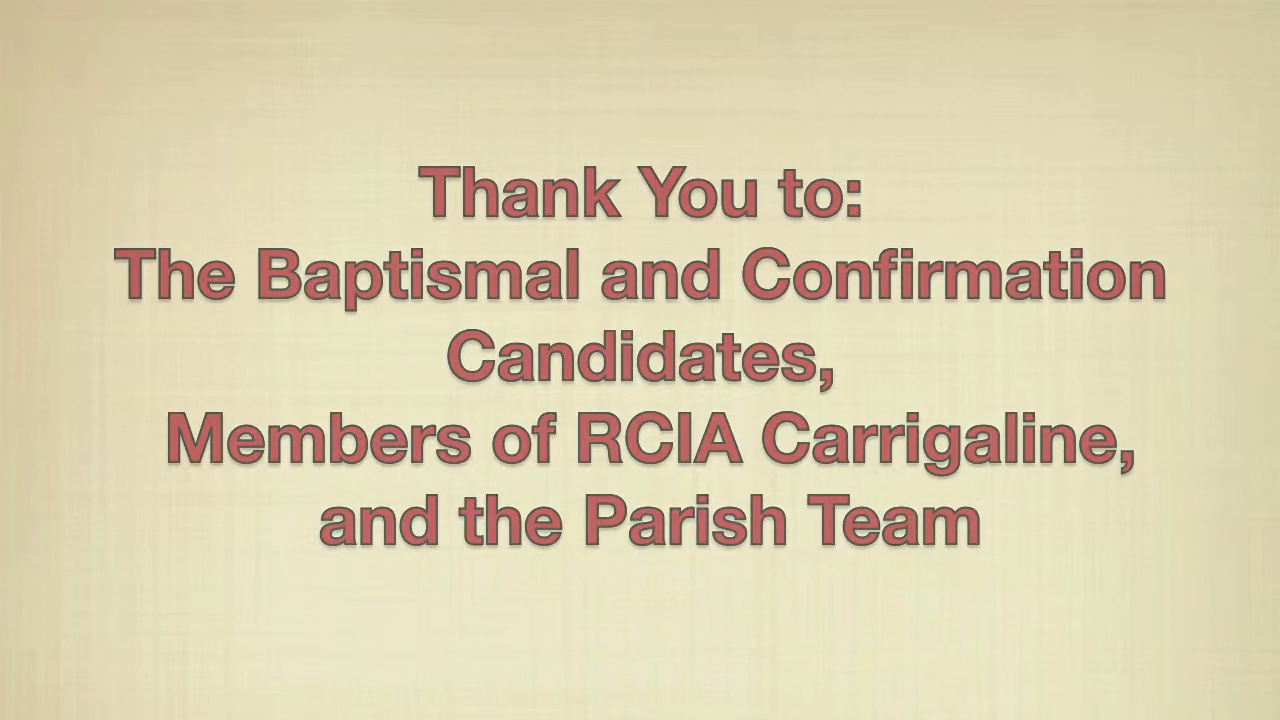 Thank You to:
The Baptismal and Confirmation
Candidates,
Members of RCIA Carrigaline,
and the Parish Team